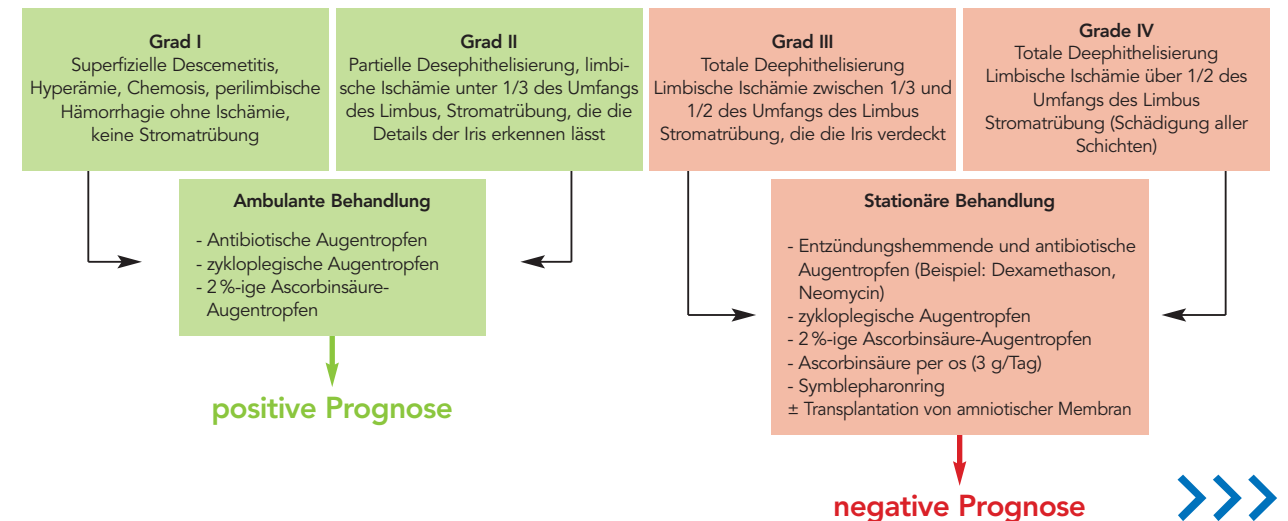 Grad I
Superfizielle Descemetitis,
Hyperämie, Chemosis, perilimbische
Hämorrhagie ohne Ischämie,
keine Stromatrübung
Grad II
Partielle Desephithelisierung, limbi-
sche Ischämie unter 1/3 des Umfangs
des Limbus, Stromatrübung, die die
Details der Iris erkennen lässt
Grad III
Totale Deephithelisierung
Limbische Ischämie zwischen 1/3 und
1/2 des Umfangs des Limbus
Stromatrübung, die die Iris verdeckt
Grade IV
Totale Deephithelisierung
Limbische Ischämie über 1/2 des
Umfangs des Limbus
Stromatrübung (Schädigung aller
Schichten)
Ambulante Behandlung
- Antibiotische Augentropfen
- zykloplegische Augentropfen
- 2 %-ige Ascorbinsäure-
Augentropfen
positive Prognose
Stationäre Behandlung
- Entzündungshemmende und antibiotische
Augentropfen (Beispiel: Dexamethason,
Neomycin)
- zykloplegische Augentropfen
- 2 %-ige Ascorbinsäure-Augentropfen
- Ascorbinsäure per os (3 g/Tag)
- Symblepharonring
± Transplantation von amniotischer Membran
negative Prognose